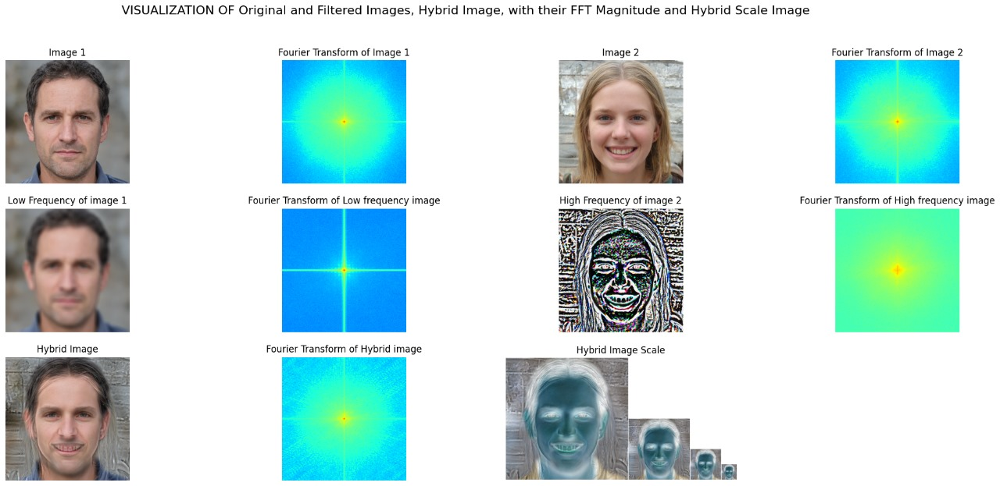 VISUALIZATION OF Original and Filtered Images, Hybrid Image, with their FFT Magnitude and Hybrid Scale Image
Image 1
Fourier Transform of Image 1
Image 2
Fourier Transform of Image 2
Low Frequency of image 1
Fourier Transform of Low frequency image
High Frequency of image 2
Fourier Transform of High frequency image
Hybrid Image
Fourier Transform of Hybrid image
Hybrid Image Scale